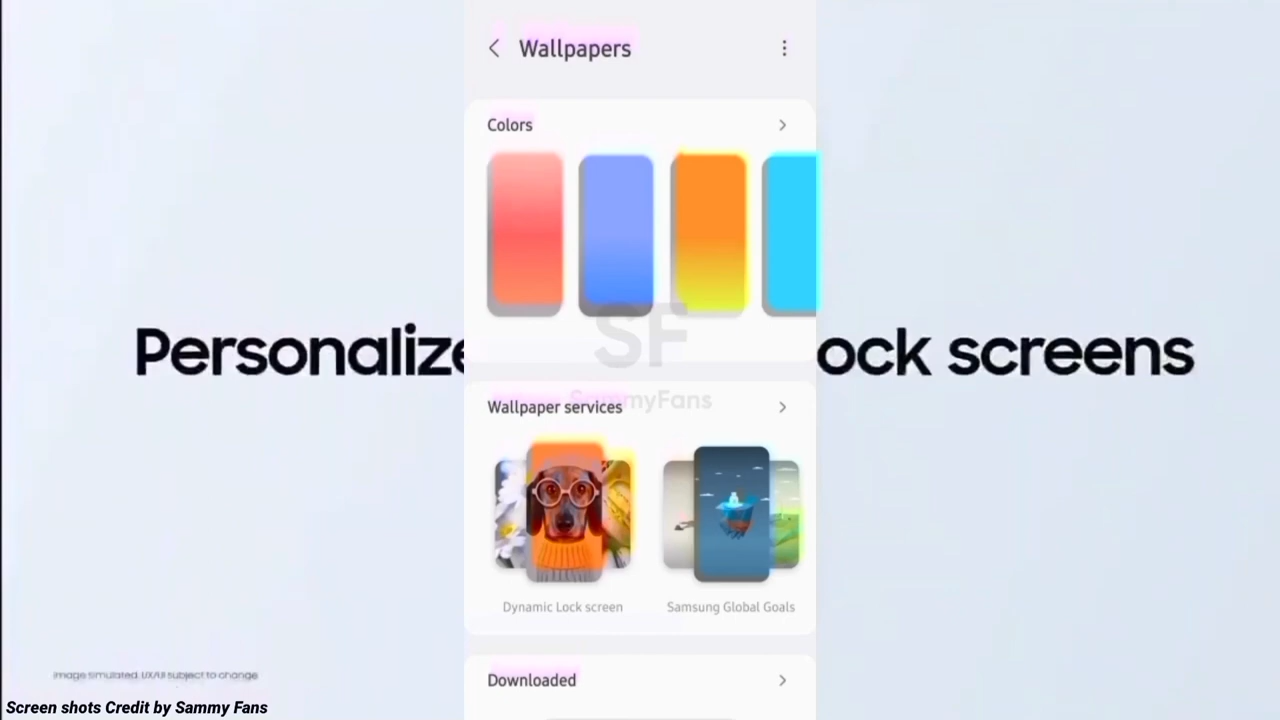 Wallpapers
Colors
SF
SammyFans
Personalize
ock screens
Wallpaper services
Dynamic Lock screen
Samsung Global Goals
Downloaded
Image simulated. UX/UI subject to change
Screen shots Credit by Sammy Fans